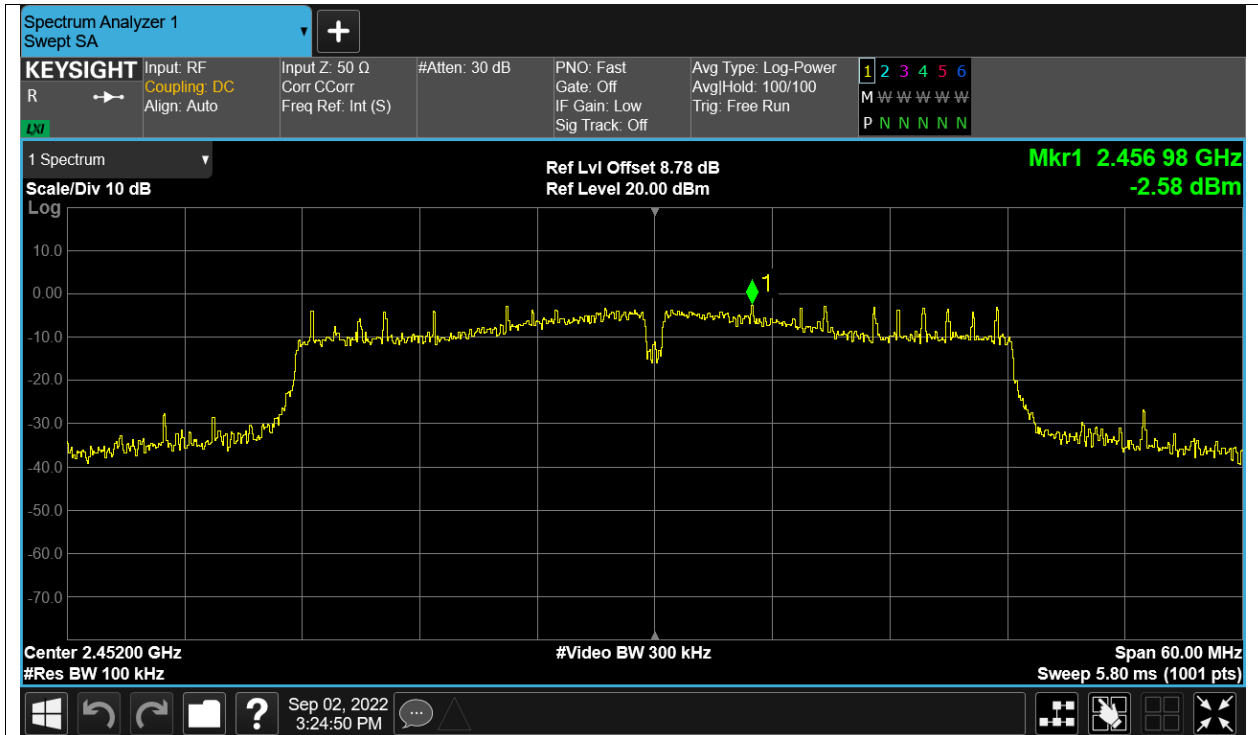 Spectrum Analyzer 1
Swept SA
+
KEYSIGHT Input: RF Input Z: 50 Ω #Atten: 30 dB PNO: Fast Avg Type: Log-Power 1 2 3 4 5 6
R Coupling: DC Corr CCorr Gate: Off Avg|Hold: 100/100 M W W W W W
Align: Auto Freq Ref: Int (S) IF Gain: Low Trig: Free Run
LXI Sig Track: Off P N N N N N N
1 Spectrum Ref Lvl Offset 8.78 dB Mkr1 2.456 98 GHz
Scale/Div 10 dB Ref Level 20.00 dBm -2.58 dBm
Log
10.0
1
0.00
-10.0
-20.0
-30.0
-40.0
-50.0
-60.0
-70.0
Center 2.45200 GHz #Video BW 300 kHz Span 60.00 MHz
#Res BW 100 kHz Sweep 5.80 ms (1001 pts)
? Sep 02, 2022
3:24:50 PM